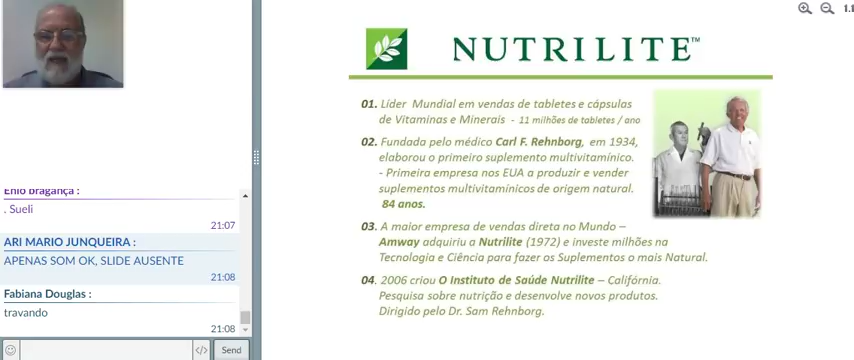 Enio Bragança :
. Sueli
21:07
ARI MARIO JUNQUEIRA :
APENAS SOM OK, SLIDE AUSENTE
21:08
Fabiana Douglas :
travando
21:08
Send
1.1
NUTRILITE™
01. Líder Mundial em vendas de tabletes e cápsulas
de Vitaminas e Minerais - 11 milhões de tabletes / ano
02. Fundada pelo médico Carl F. Rehnborg, em 1934,
elaborou o primeiro suplemento multivitamínico.
- Primeira empresa nos EUA a produzir e vender
suplementos multivitamínicos de origem natural.
84 anos.
03. A maior empresa de vendas direta no Mundo –
Amway adquiriu a Nutrilite (1972) e investe milhões na
Tecnologia e Ciência para fazer os Suplementos o mais Natural.
04. 2006 criou O Instituto de Saúde Nutrilite – Califórnia.
Pesquisa sobre nutrição e desenvolve novos produtos.
Dirigido pelo Dr. Sam Rehnborg.